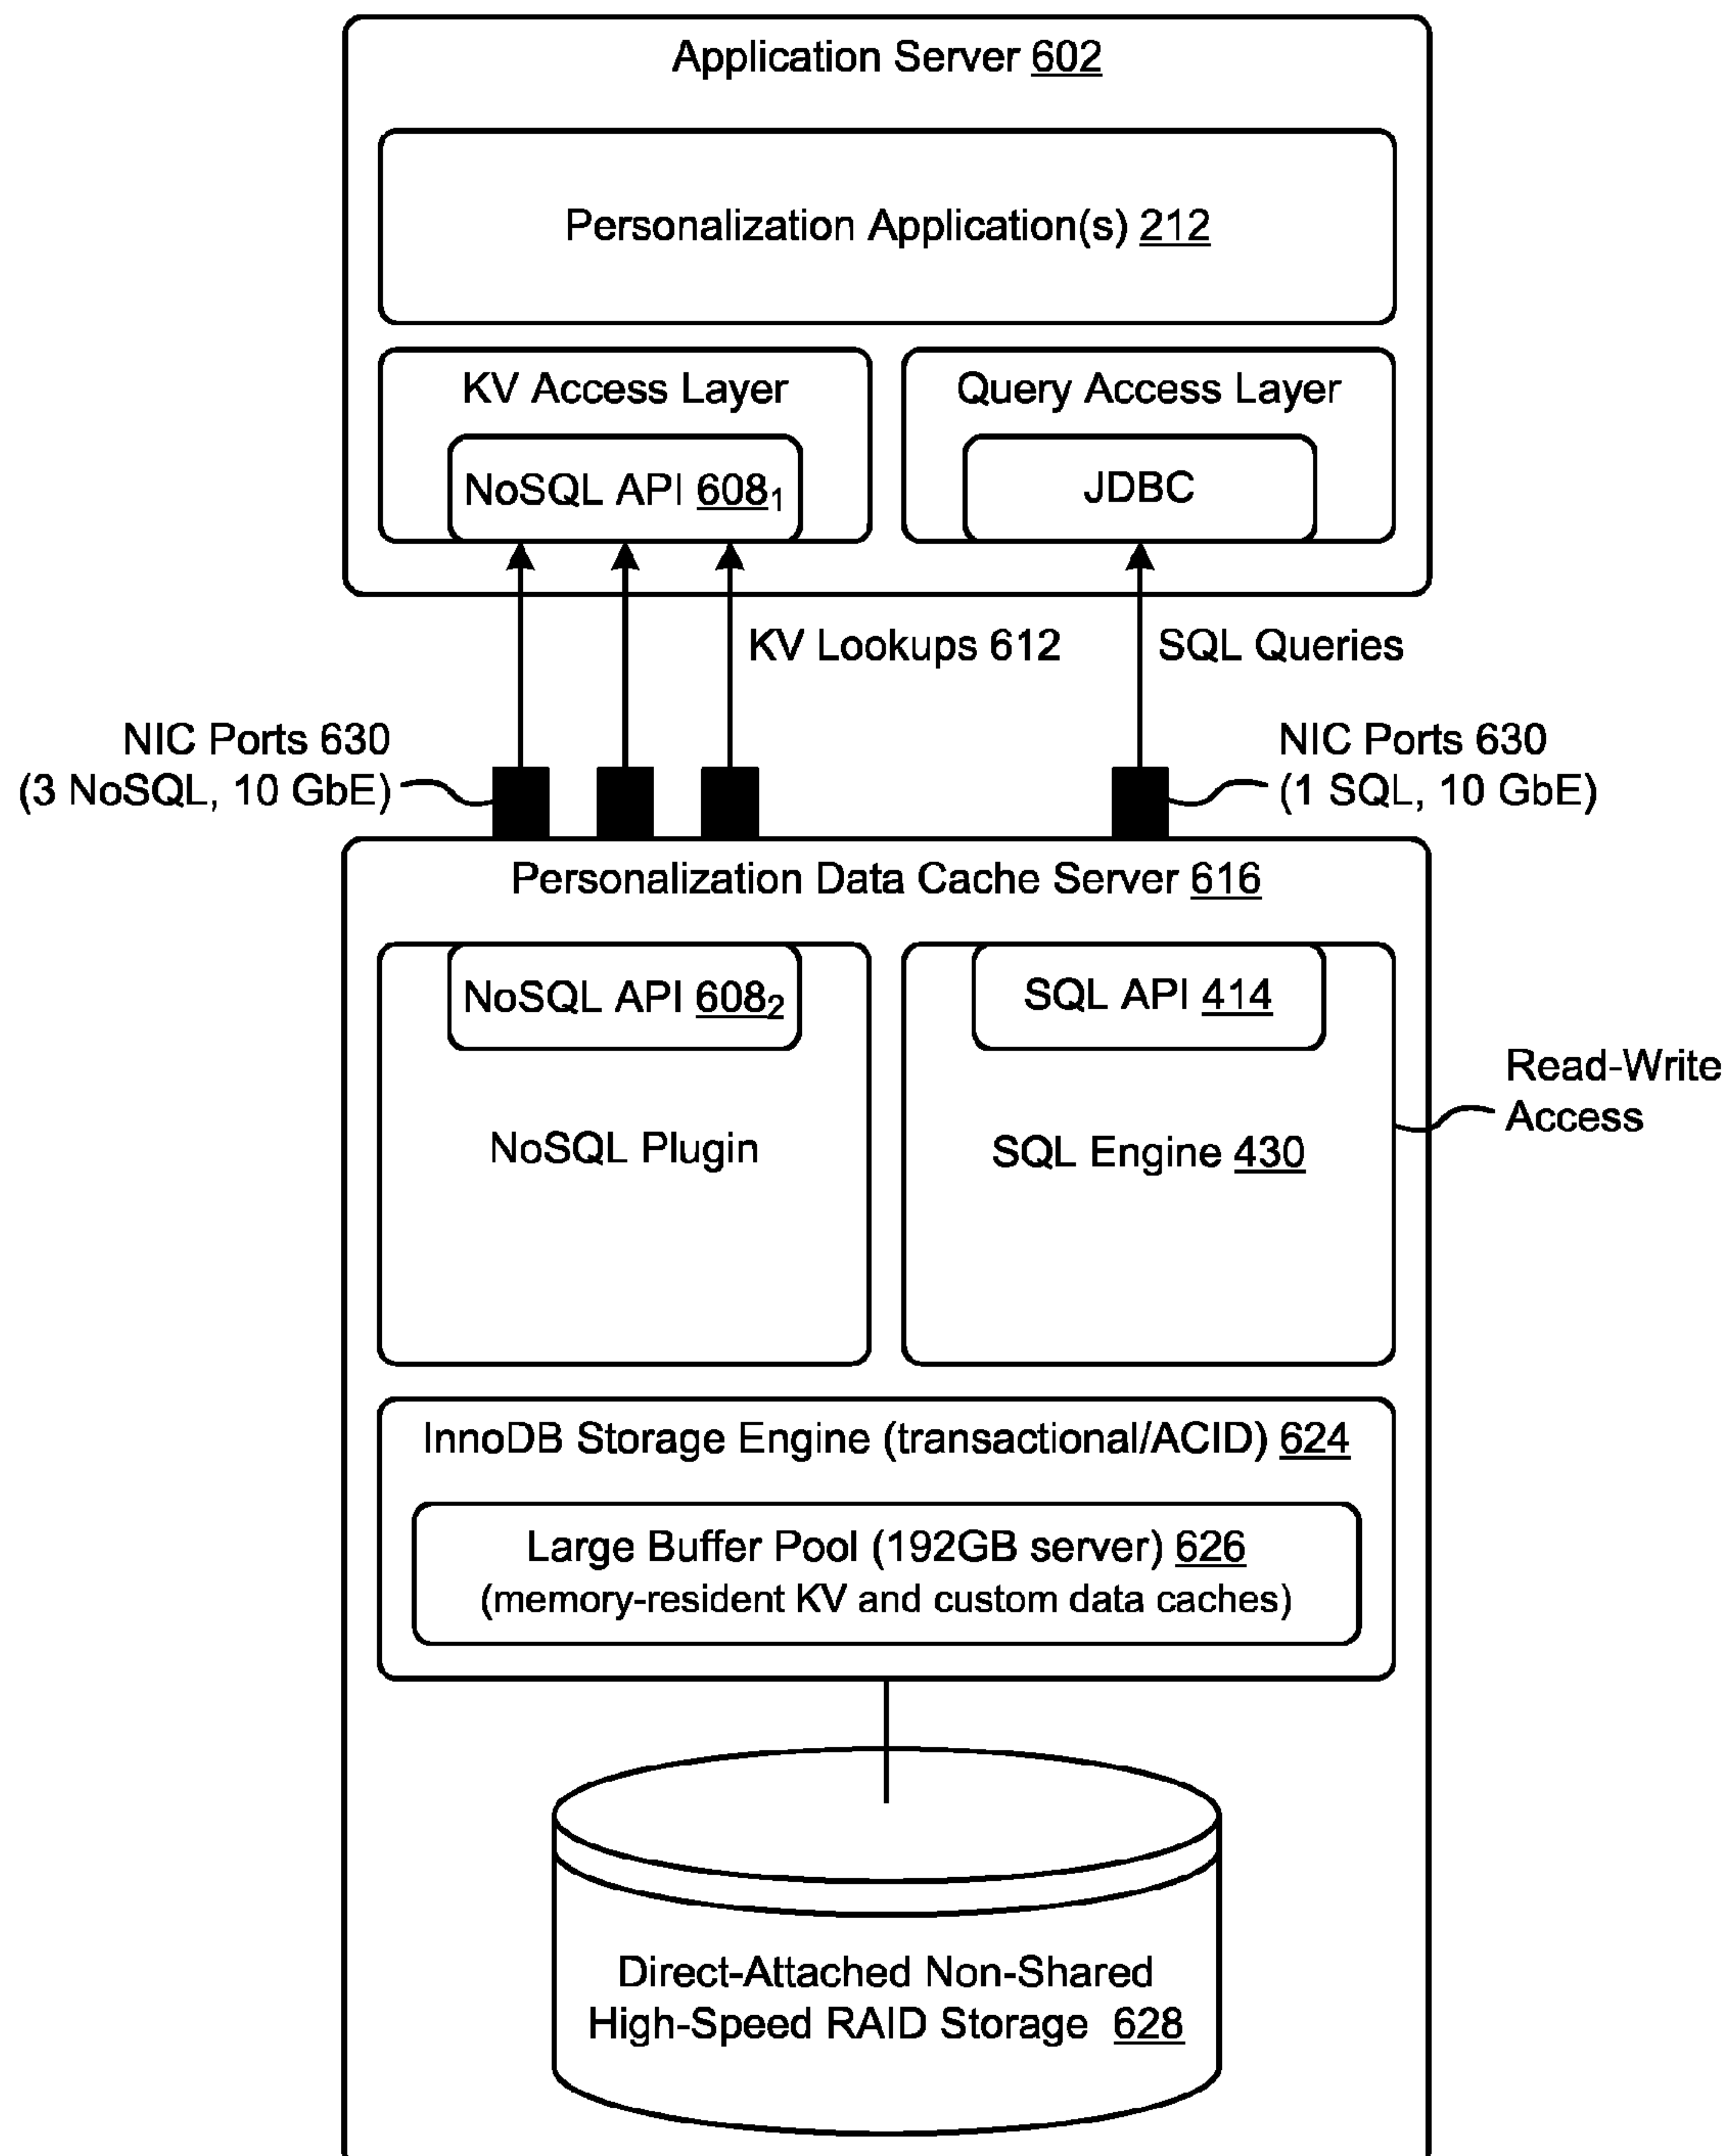 Application Server 602
Personalization Application(s) 212
KV Access Layer
NoSQL API 608₁
Query Access Layer
JDBC
KV Lookups 612
SQL Queries
NIC Ports 630
(3 NoSQL, 10 GbE)
NIC Ports 630
(1 SQL, 10 GbE)
Personalization Data Cache Server 616
NoSQL API 608₂
NoSQL Plugin
SQL API 414
SQL Engine 430
Read-Write
Access
InnoDB Storage Engine (transactional/ACID) 624
Large Buffer Pool (192GB server) 626
(memory-resident KV and custom data caches)
Direct-Attached Non-Shared
High-Speed RAID Storage 628